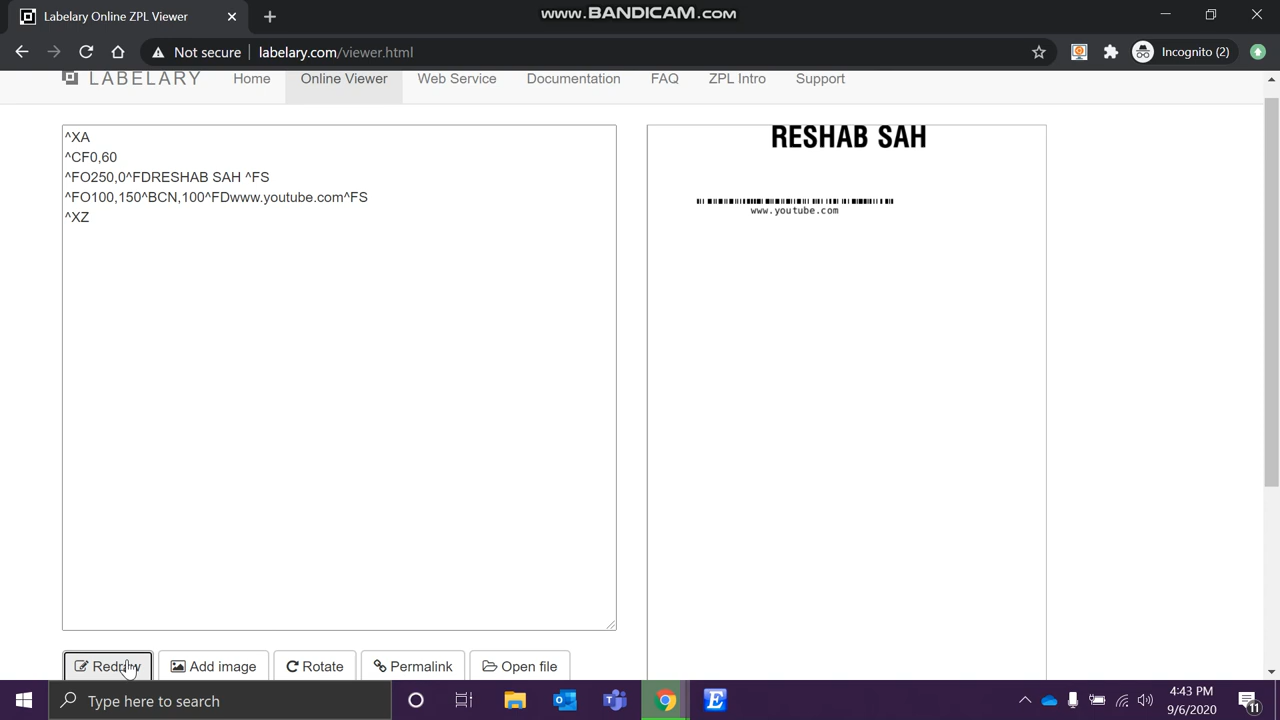 www.BANDICAM.com
Labelary Online ZPL Viewer
Not secure
labelary.com/viewer.html
Incognito (2)
LABELARY
Home
Online Viewer
Web Service
Documentation
FAQ
ZPL Intro
Support
^XA
^CF0,60
^FO250,0^FDRESHAB SAH ^FS
^FO100,150^BCN,100^FDwww.youtube.com^FS
^XZ
RESHAB SAH
www.youtube.com
Redraw
Add image
Rotate
Permalink
Open file
Type here to search
4:43 PM
9/6/2020
11